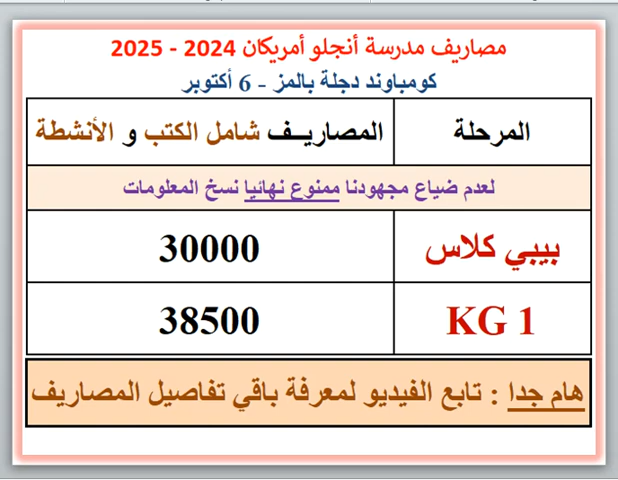 مصاريف مدرسة أنجلو أمريكان 2024 - 2025
كومباوند دجلة بالمز - 6 أكتوبر
المرحلة المصاريــف شامل الكتب و الأنشطة
لعدم ضياع مجهودنا ممنوع نهائيا نسخ المعلومات
بيبي كلاس 30000
KG 1 38500
هام جدا : تابع الفيديو لمعرفة باقي تفاصيل المصاريف